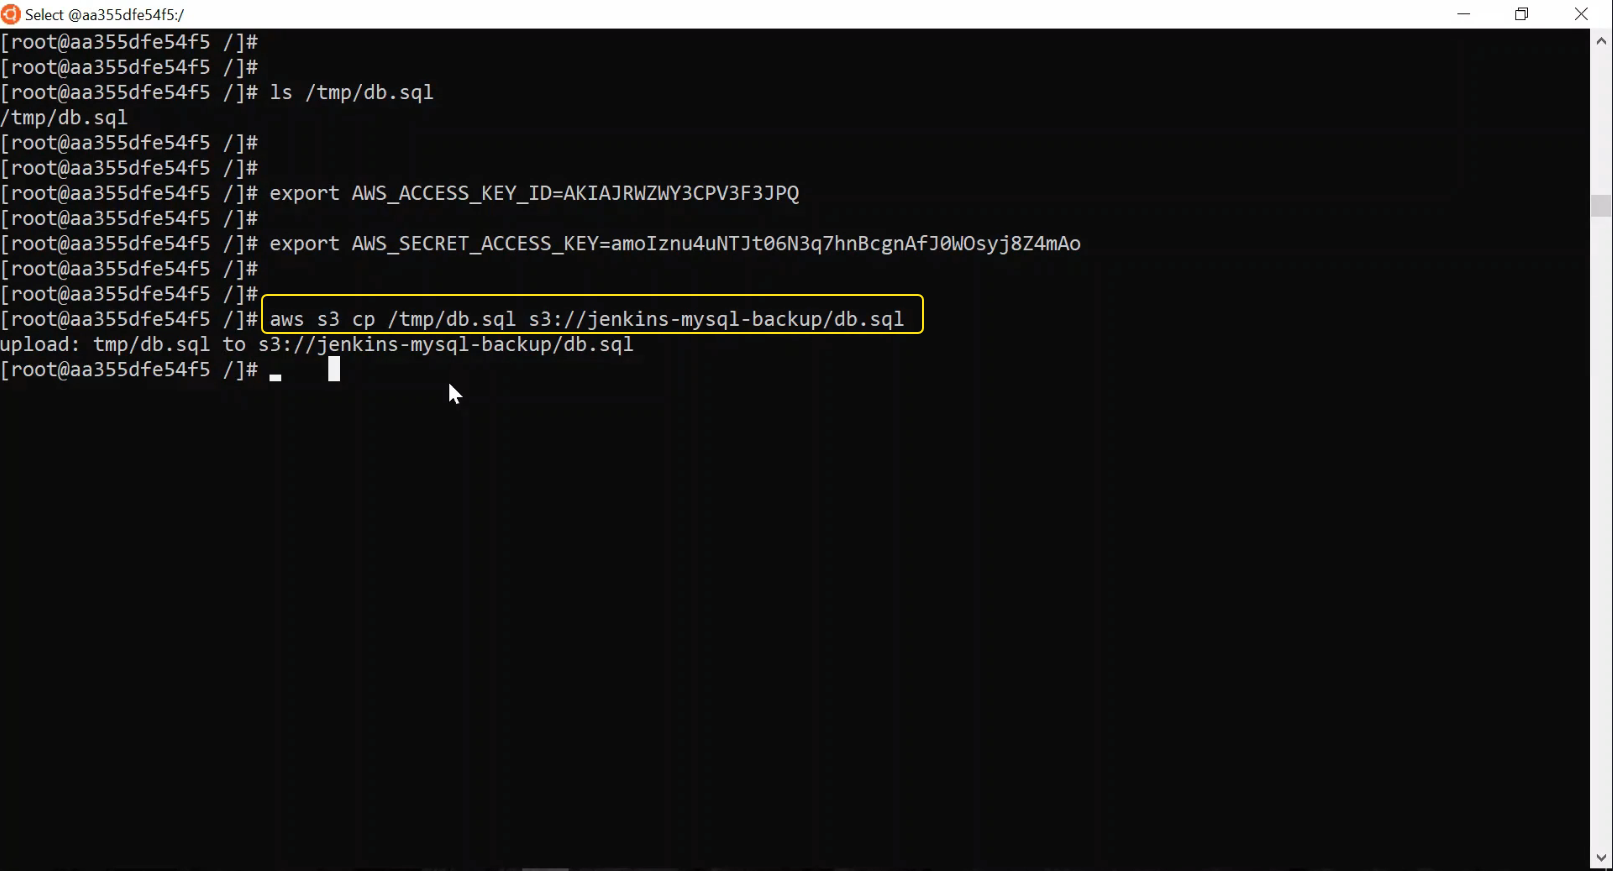 Select @aa355dfe54f5:/
[root@aa355dfe54f5 /]#
[root@aa355dfe54f5 /]#
[root@aa355dfe54f5 /]# ls /tmp/db.sql
/tmp/db.sql
[root@aa355dfe54f5 /]#
[root@aa355dfe54f5 /]#
[root@aa355dfe54f5 /]# export AWS_ACCESS_KEY_ID=AKIAJRWZWY3CPV3F3JPQ
[root@aa355dfe54f5 /]#
[root@aa355dfe54f5 /]# export AWS_SECRET_ACCESS_KEY=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
[root@aa355dfe54f5 /]#
[root@aa355dfe54f5 /]#
[root@aa355dfe54f5 /]# aws s3 cp /tmp/db.sql s3://jenkins-mysql-backup/db.sql
upload: tmp/db.sql to s3://jenkins-mysql-backup/db.sql
[root@aa355dfe54f5 /]#